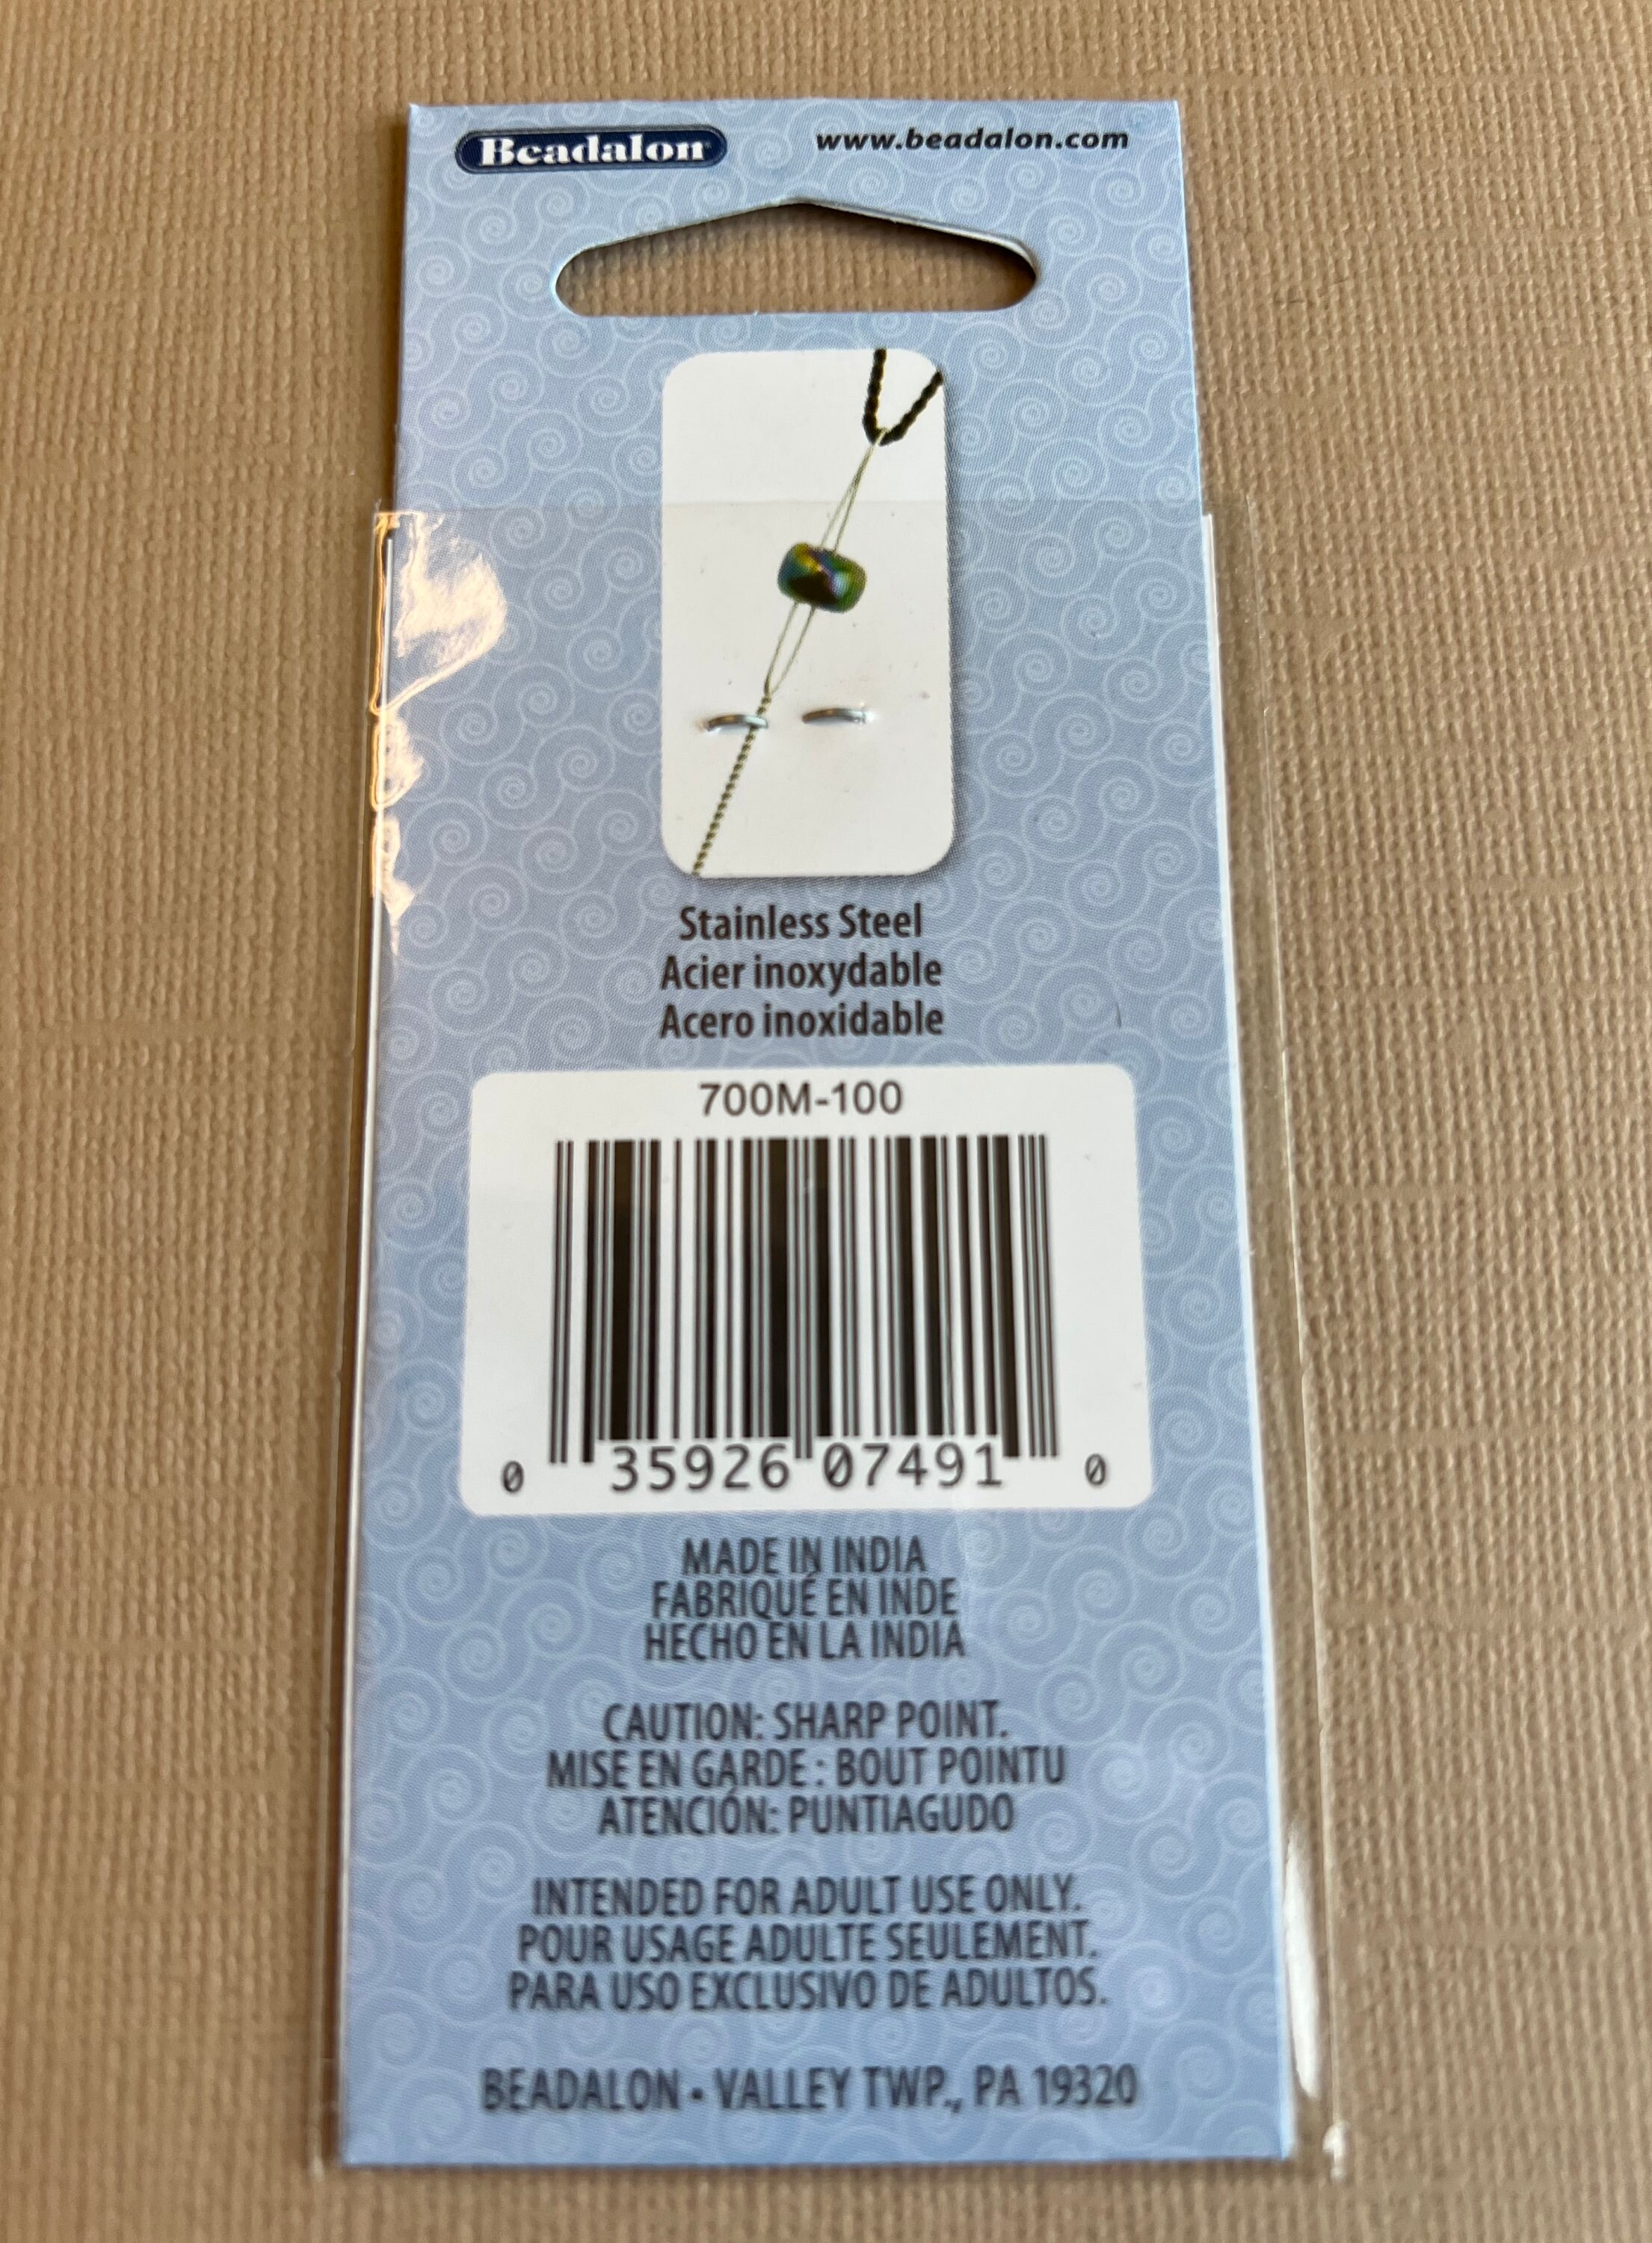 Beadalon
www.beadalon.com
Stainless Steel
Acier inoxydable
Acero inoxidable
700M-100
0 35926 07491 0
MADE IN INDIA
FABRIQUÉ EN INDE
HECHO EN LA INDIA
CAUTION: SHARP POINT.
MISE EN GARDE : BOUT POINTU
ATENCIÓN: PUNTIAGUDO
INTENDED FOR ADULT USE ONLY.
POUR USAGE ADULTE SEULEMENT.
PARA USO EXCLUSIVO DE ADULTOS.
BEADALON • VALLEY TWP., PA 19320